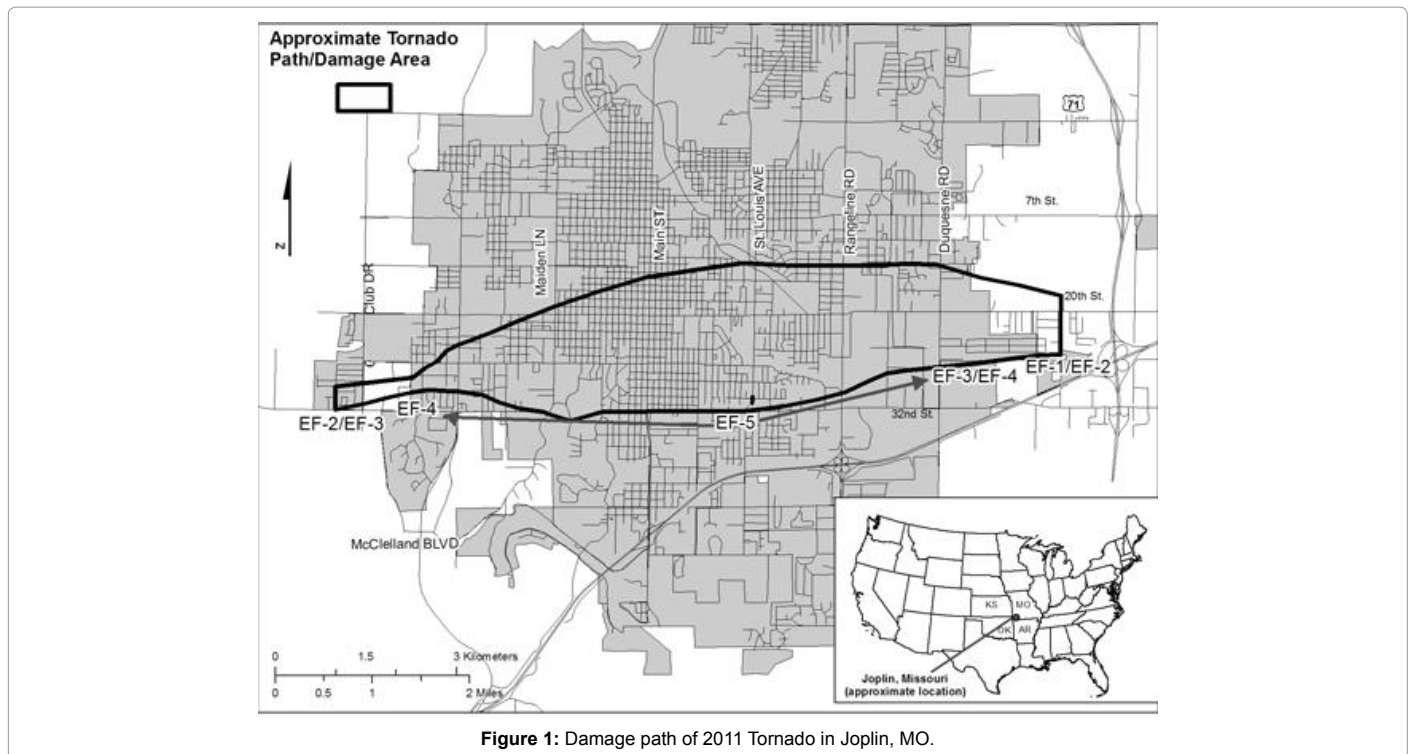 Approximate Tornado
Path/Damage Area
71
7th St.
Maiden LN
Main ST
St. Louis AVE
Rangeline RD
Duquesne RD
Club DR
20th St.
EF-1/EF-2
EF-3/EF-4
32nd St.
EF-4
EF-5
EF-2/EF-3
McClelland BLVD
N
0 1.5 3 Kilometers
0 0.5 1 2 Miles
KS MO
OK AR
Joplin, Missouri
(approximate location)
Figure 1: Damage path of 2011 Tornado in Joplin, MO.